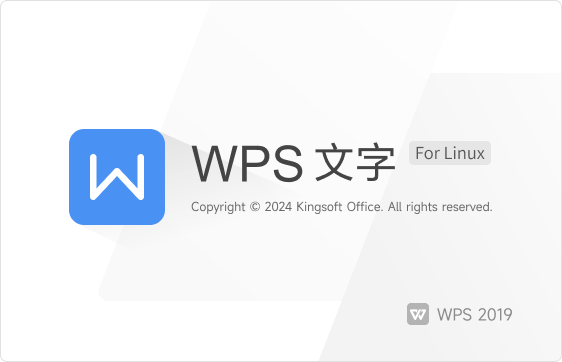 WPS 文字 For Linux
Copyright © 2024 Kingsoft Office. All rights reserved.
WPS 2019